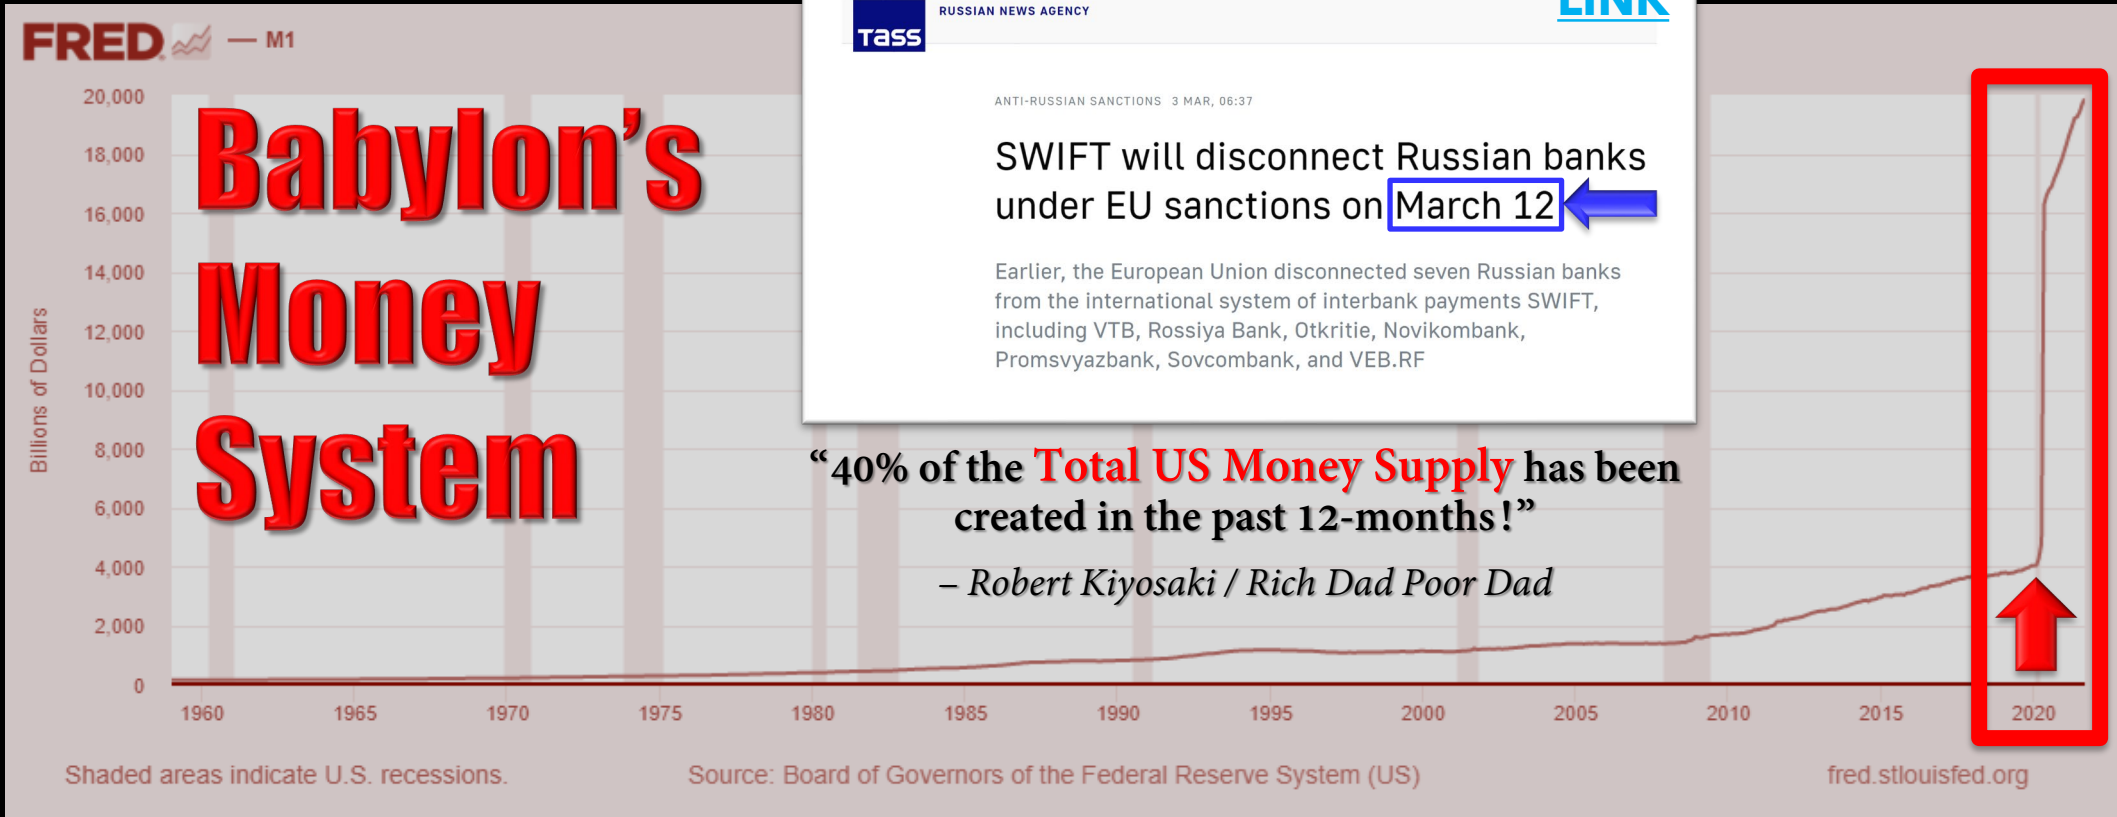 FRED — M1
Babylon's
Money
System
TASS
RUSSIAN NEWS AGENCY
LINK
ANTI-RUSSIAN SANCTIONS 3 MAR, 06:37
SWIFT will disconnect Russian banks
under EU sanctions on March 12
Earlier, the European Union disconnected seven Russian banks
from the international system of interbank payments SWIFT,
including VTB, Rossiya Bank, Otkritie, Novikombank,
Promsvyazbank, Sovcombank, and VEB.RF
“40% of the Total US Money Supply has been
created in the past 12-months!”
– Robert Kiyosaki / Rich Dad Poor Dad
Billions of Dollars
20,000
18,000
16,000
14,000
12,000
10,000
8,000
6,000
4,000
2,000
0
1960 1965 1970 1975 1980 1985 1990 1995 2000 2005 2010 2015 2020
Shaded areas indicate U.S. recessions. Source: Board of Governors of the Federal Reserve System (US) fred.stlouisfed.org